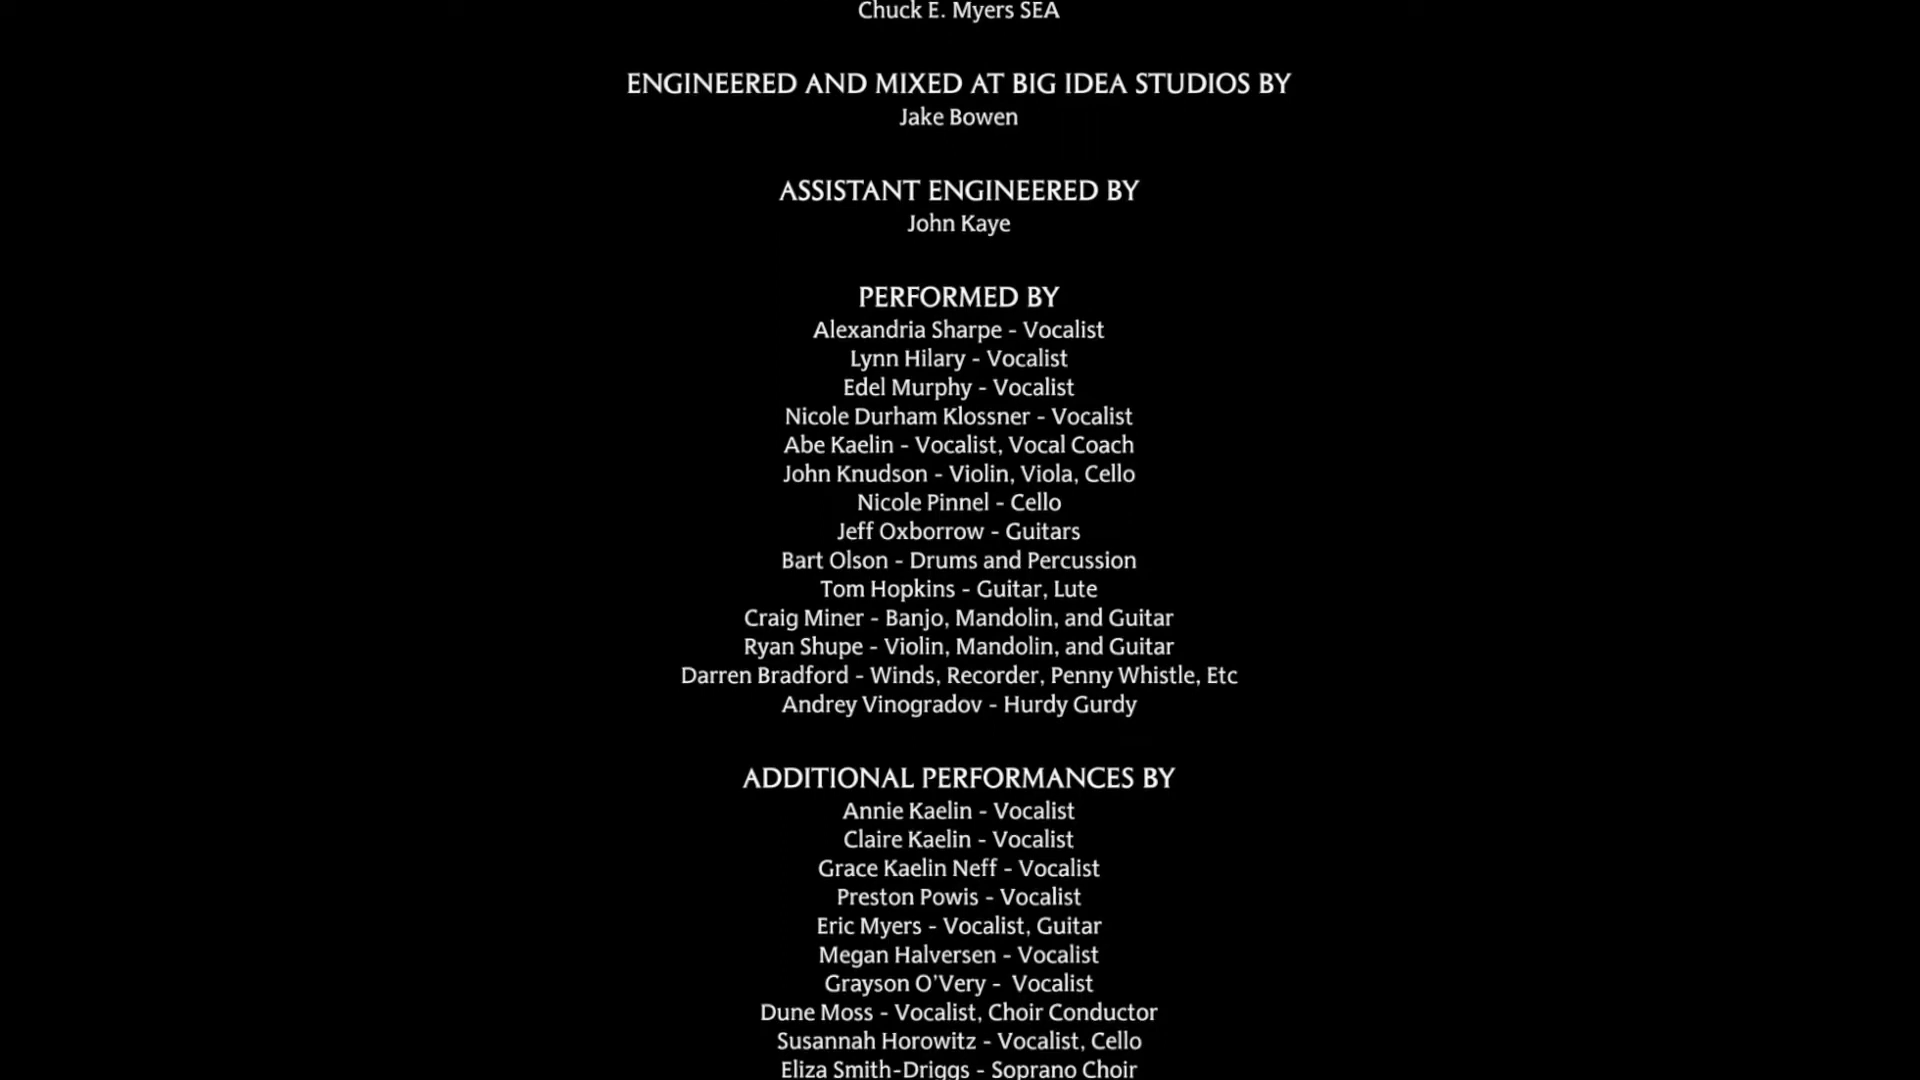 Chuck E. Myers SEA
ENGINEERED AND MIXED AT BIG IDEA STUDIOS BY
Jake Bowen
ASSISTANT ENGINEERED BY
John Kaye
PERFORMED BY
Alexandria Sharpe - Vocalist
Lynn Hilary - Vocalist
Edel Murphy - Vocalist
Nicole Durham Klossner - Vocalist
Abe Kaelin - Vocalist, Vocal Coach
John Knudson - Violin, Viola, Cello
Nicole Pinnel - Cello
Jeff Oxborrow - Guitars
Bart Olson - Drums and Percussion
Tom Hopkins - Guitar, Lute
Craig Miner - Banjo, Mandolin, and Guitar
Ryan Shupe - Violin, Mandolin, and Guitar
Darren Bradford - Winds, Recorder, Penny Whistle, Etc
Andrey Vinogradov - Hurdy Gurdy
ADDITIONAL PERFORMANCES BY
Annie Kaelin - Vocalist
Claire Kaelin - Vocalist
Grace Kaelin Neff - Vocalist
Preston Powis - Vocalist
Eric Myers - Vocalist, Guitar
Megan Halversen - Vocalist
Grayson O’Very -  Vocalist
Dune Moss - Vocalist, Choir Conductor
Susannah Horowitz - Vocalist, Cello
Eliza Smith-Driggs - Soprano Choir